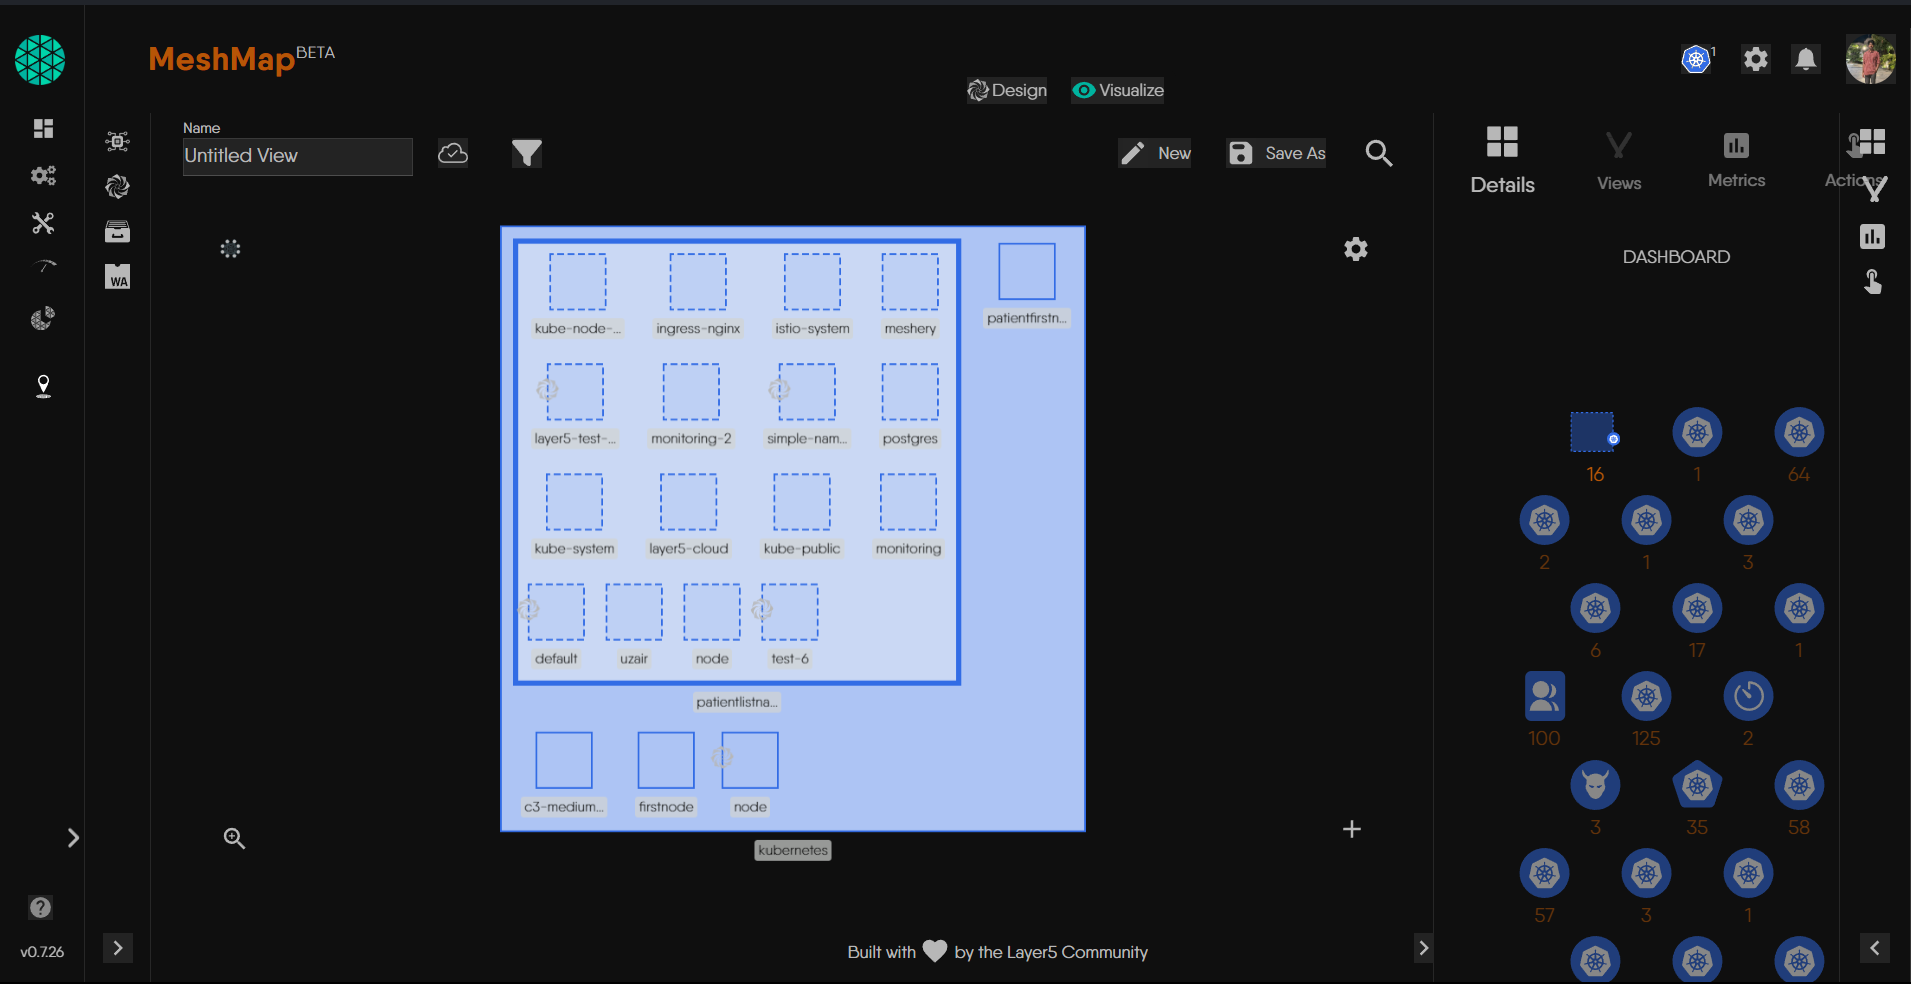 MeshMap BETA
1
Design
Visualize
Name
Untitled View
New
Save As
Details
Views
Metrics
Actions
WA
DASHBOARD
kube-node-...
ingress-nginx
istio-system
meshery
patientfirstn...
layer5-test-...
monitoring-2
simple-nam...
postgres
kube-system
layer5-cloud
kube-public
monitoring
default
uzair
node
test-6
patientlistna...
c3-medium...
firstnode
node
kubernetes
16
1
64
2
1
3
6
17
1
100
125
2
3
35
58
57
3
1
v0.7.26
Built with
by the Layer5 Community